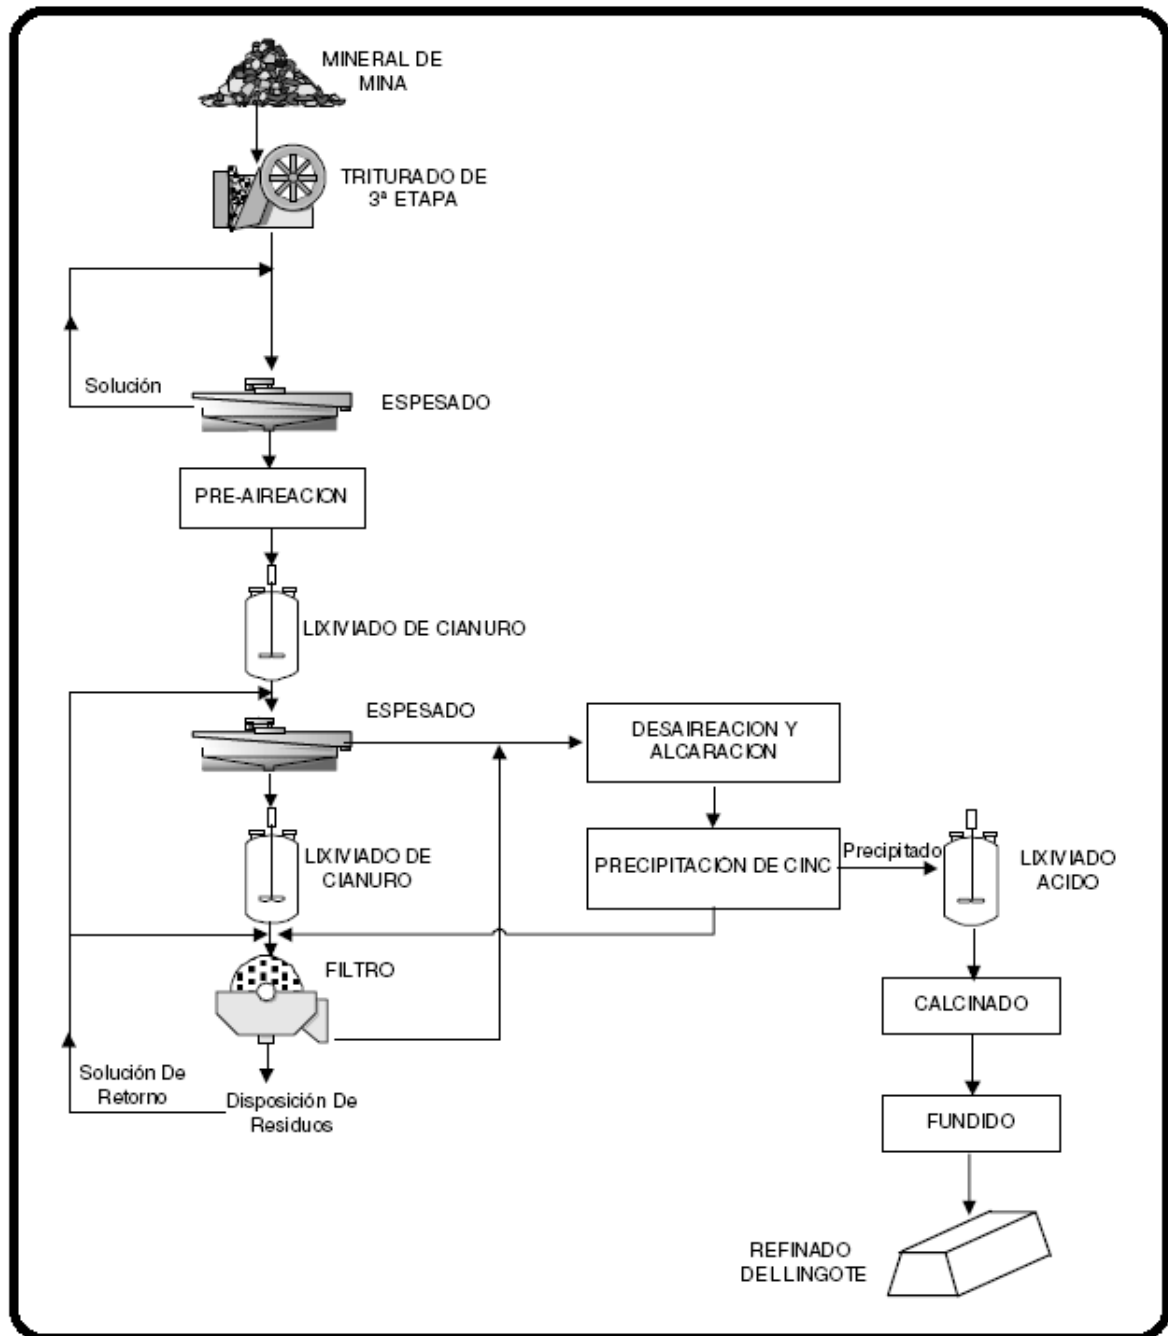 MINERAL DE
MINA
TRITURADO DE
3ª ETAPA
Solución
ESPESADO
PRE-AIREACION
LIXIVIADO DE CIANURO
ESPESADO
DESAIREACION Y
ALCARACION
LIXIVIADO DE
CIANURO
PRECIPITACIÓN DE CINC
Precipitado
LIXIVIADO
ACIDO
FILTRO
CALCINADO
Solución De
Retorno
Disposición De
Residuos
FUNDIDO
REFINADO
DEL LINGOTE